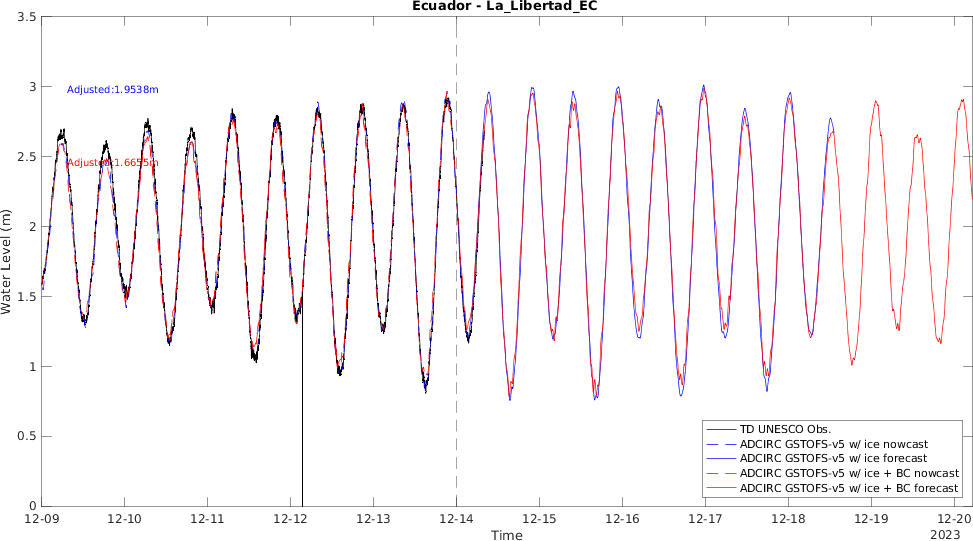 Ecuador - La_Libertad_EC
3.5
3
2.5
2
1.5
1
0.5
0
Water Level (m)
Adjusted:1.9538m
Adjusted:1.6655m
TD UNESCO Obs.
ADCIRC GSTOFS-v5 w/ ice nowcast
ADCIRC GSTOFS-v5 w/ ice forecast
ADCIRC GSTOFS-v5 w/ ice + BC nowcast
ADCIRC GSTOFS-v5 w/ ice + BC forecast
12-09 12-10 12-11 12-12 12-13 12-14 12-15 12-16 12-17 12-18 12-19 12-20
Time
2023